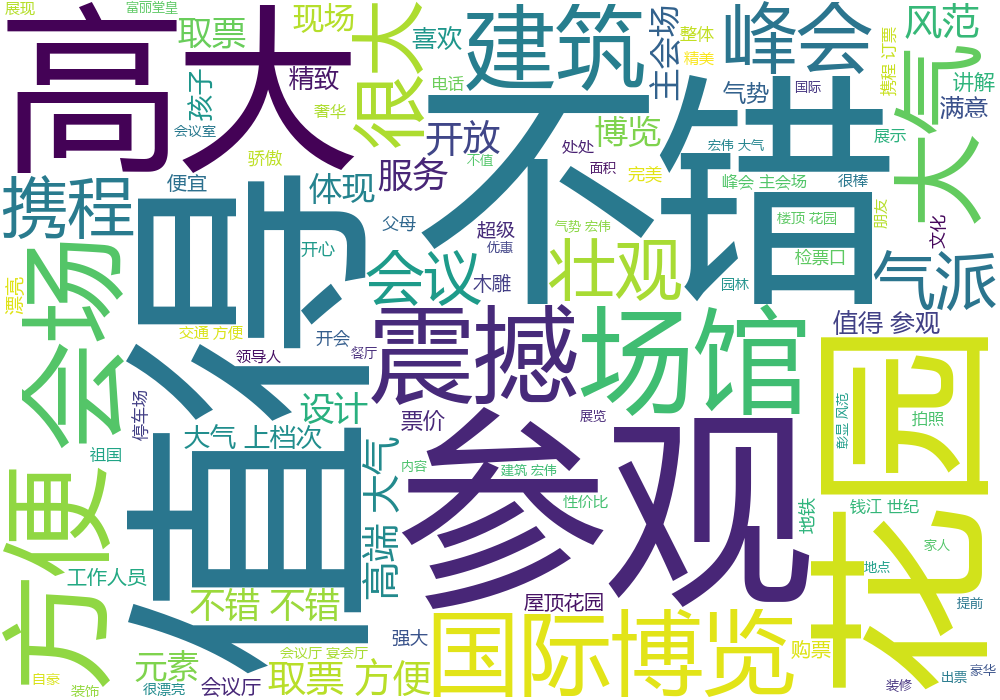 展现
富丽堂皇
高大
取票
现场
喜欢
建筑
主会场
整体
精美
峰会
风范
携程 订票
大气
讲解
满意
孩子
精致
奢华
很大
电话
不错
气势
国际
会议室
骄傲
便宜
体现
开放
服务
不值
博览
处处
面积
宏伟 大气
完美
展示
峰会 主会场
很棒
携程
值得
父母
超级
优惠
气势 宏伟
楼顶 花园
朋友
文化
检票口
开心
会议
木雕
壮观
园林
气派
漂亮
会场
交通 方便
开会
领导人
餐厅
震撼
场馆
值得 参观
停车场
设计
票价
展览
花园
彰显 风范
拍照
大气 上档次
祖国
大气
内容
参观
建筑 宏伟
性价比
地铁
钱江 世纪
方便
高端
家人
地点
工作人员
不错 不错
屋顶花园
提前
强大
国际博览
购票
元素
会议厅 宴会厅
自豪
装饰
很漂亮
会议厅
取票 方便
装修
出票
豪华